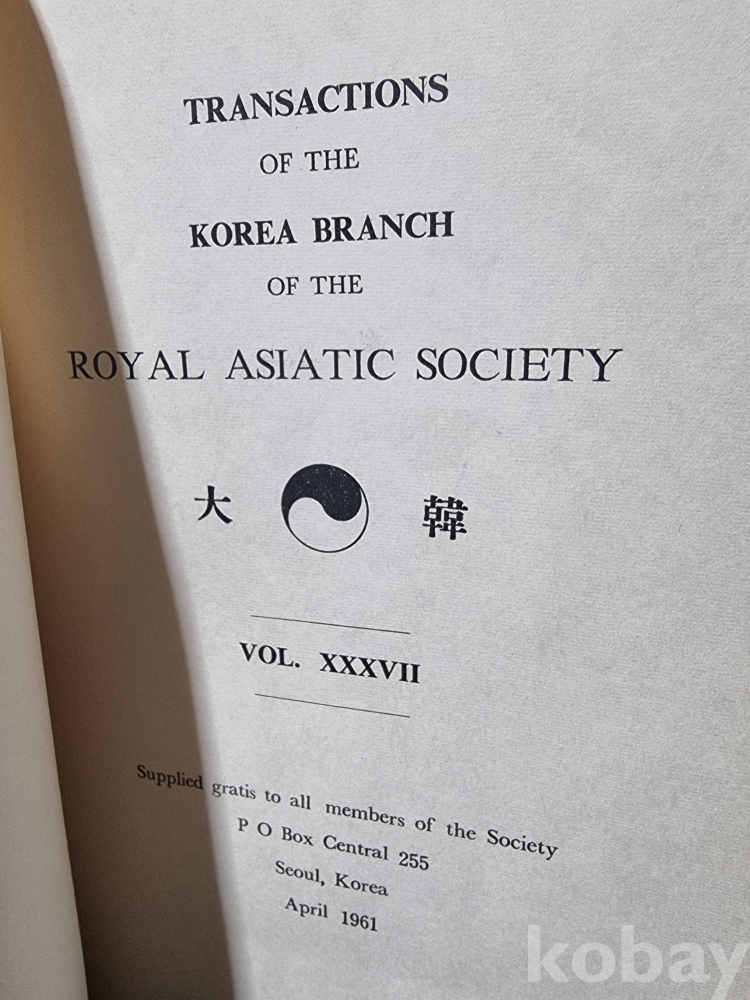 TRANSACTIONS
OF THE
KOREA BRANCH
OF THE
ROYAL ASIATIC SOCIETY
大 韓
VOL. XXXVII
Supplied gratis to all members of the Society
P O Box Central 255
Seoul, Korea
April 1961
kobay